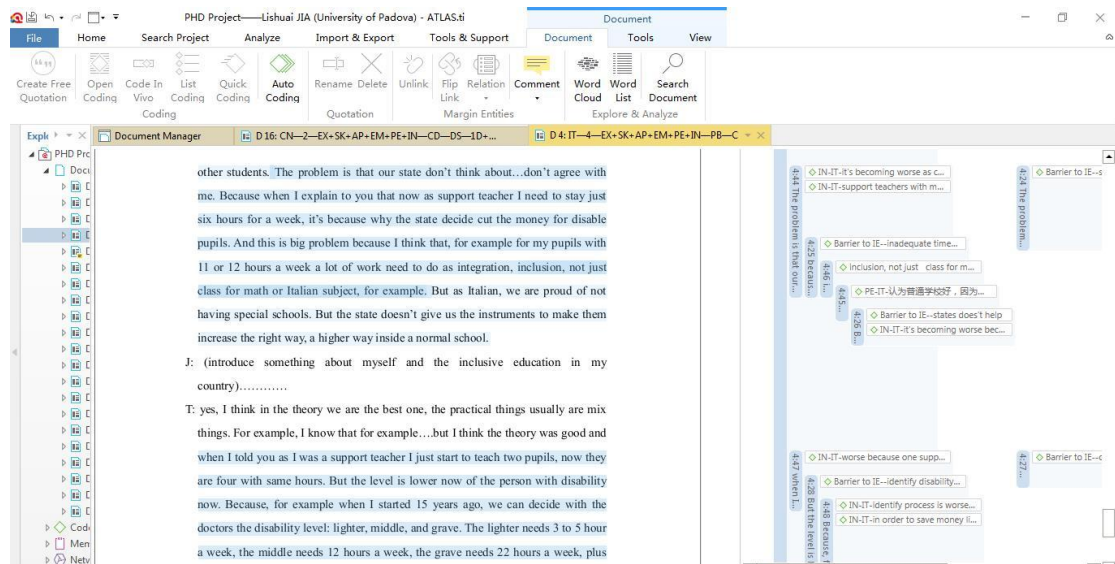 PHD Project——Lishuai JIA (University of Padova) - ATLAS.ti
Document
File Home Search Project Analyze Import & Export Tools & Support Document Tools View
Create Free Quotation
Open Coding
Code In Vivo
List Coding
Quick Coding
Auto Coding
Rename Delete
Unlink
Flip Link
Relation
Comment
Word Cloud
Word List
Search Document
Coding Quotation Margin Entities Explore & Analyze
Document Manager
D 16: CN—2—EX+SK+AP+EM+PE+IN—CD—DS—1D+...
D 4: IT—4—EX+SK+AP+EM+PE+IN—PB—C
PHD Prc
Docu
other students. The problem is that our state don't think about…don't agree with
me. Because when I explain to you that now as support teacher I need to stay just
six hours for a week, it's because why the state decide cut the money for disable
pupils. And this is big problem because I think that, for example for my pupils with
11 or 12 hours a week a lot of work need to do as integration, inclusion, not just
class for math or Italian subject, for example. But as Italian, we are proud of not
having special schools. But the state doesn't give us the instruments to make them
increase the right way, a higher way inside a normal school.
J: (introduce something about myself and the inclusive education in my
country)…………
T: yes, I think in the theory we are the best one, the practical things usually are mix
things. For example, I know that for example….but I think the theory was good and
when I told you as I was a support teacher I just start to teach two pupils, now they
are four with same hours. But the level is lower now of the person with disability
now. Because, for example when I started 15 years ago, we can decide with the
doctors the disability level: lighter, middle, and grave. The lighter needs 3 to 5 hour
a week, the middle needs 12 hours a week, the grave needs 22 hours a week, plus
4:44 The problem is that our...
IN-IT-it's becoming worse as c...
IN-IT-support teachers with m...
4:24 The problem...
Barrier to IE--s
4:25 becaus...
Barrier to IE--inadequate time...
4:46 i...
Inclusion, not just class for m...
4:45...
PE-IT-认为普通学校好，因为...
4:26 B...
Barrier to IE--states does't help
IN-IT-it's becoming worse bec...
4:47 when I...
IN-IT-worse because one supp...
4:27...
Barrier to IE--c
4:28 But the level is
Barrier to IE--identify disability...
4:48 Because, f
IN-IT-identify process is worse...
IN-IT-in order to save money li...